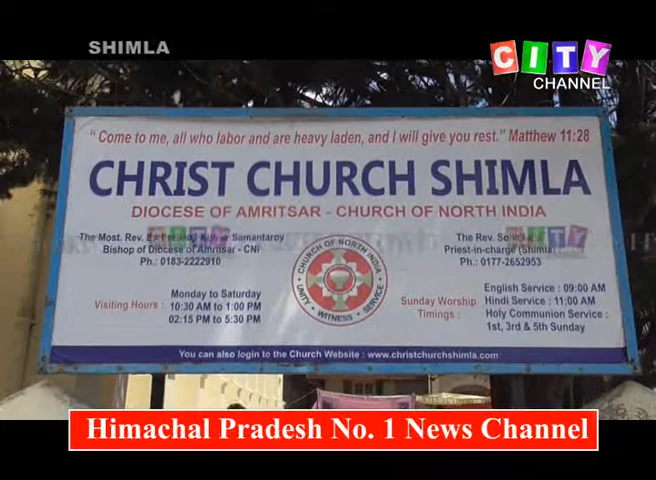 SHIMLA
CITY
CHANNEL
"Come to me, all who labor and are heavy laden, and I will give you rest." Matthew 11:28
CHRIST CHURCH SHIMLA
DIOCESE OF AMRITSAR - CHURCH OF NORTH INDIA
The Most. Rev. Samantaroy
Bishop of Diocese of Amritsar - CNI
Ph.: 0183-2222910
The Rev.
Priest-in-charge (Shimla)
Ph.: 0177-2652953
CHURCH OF NORTH INDIA
UNITY WITNESS SERVICE
Visiting Hours :
Monday to Saturday
10:30 AM to 1:00 PM
02:15 PM to 5:30 PM
Sunday Worship
Timings :
English Service : 09:00 AM
Hindi Service : 11:00 AM
Holy Communion Service :
1st, 3rd & 5th Sunday
You can also login to the Church Website : www.christchurchshimla.com
Himachal Pradesh No. 1 News Channel